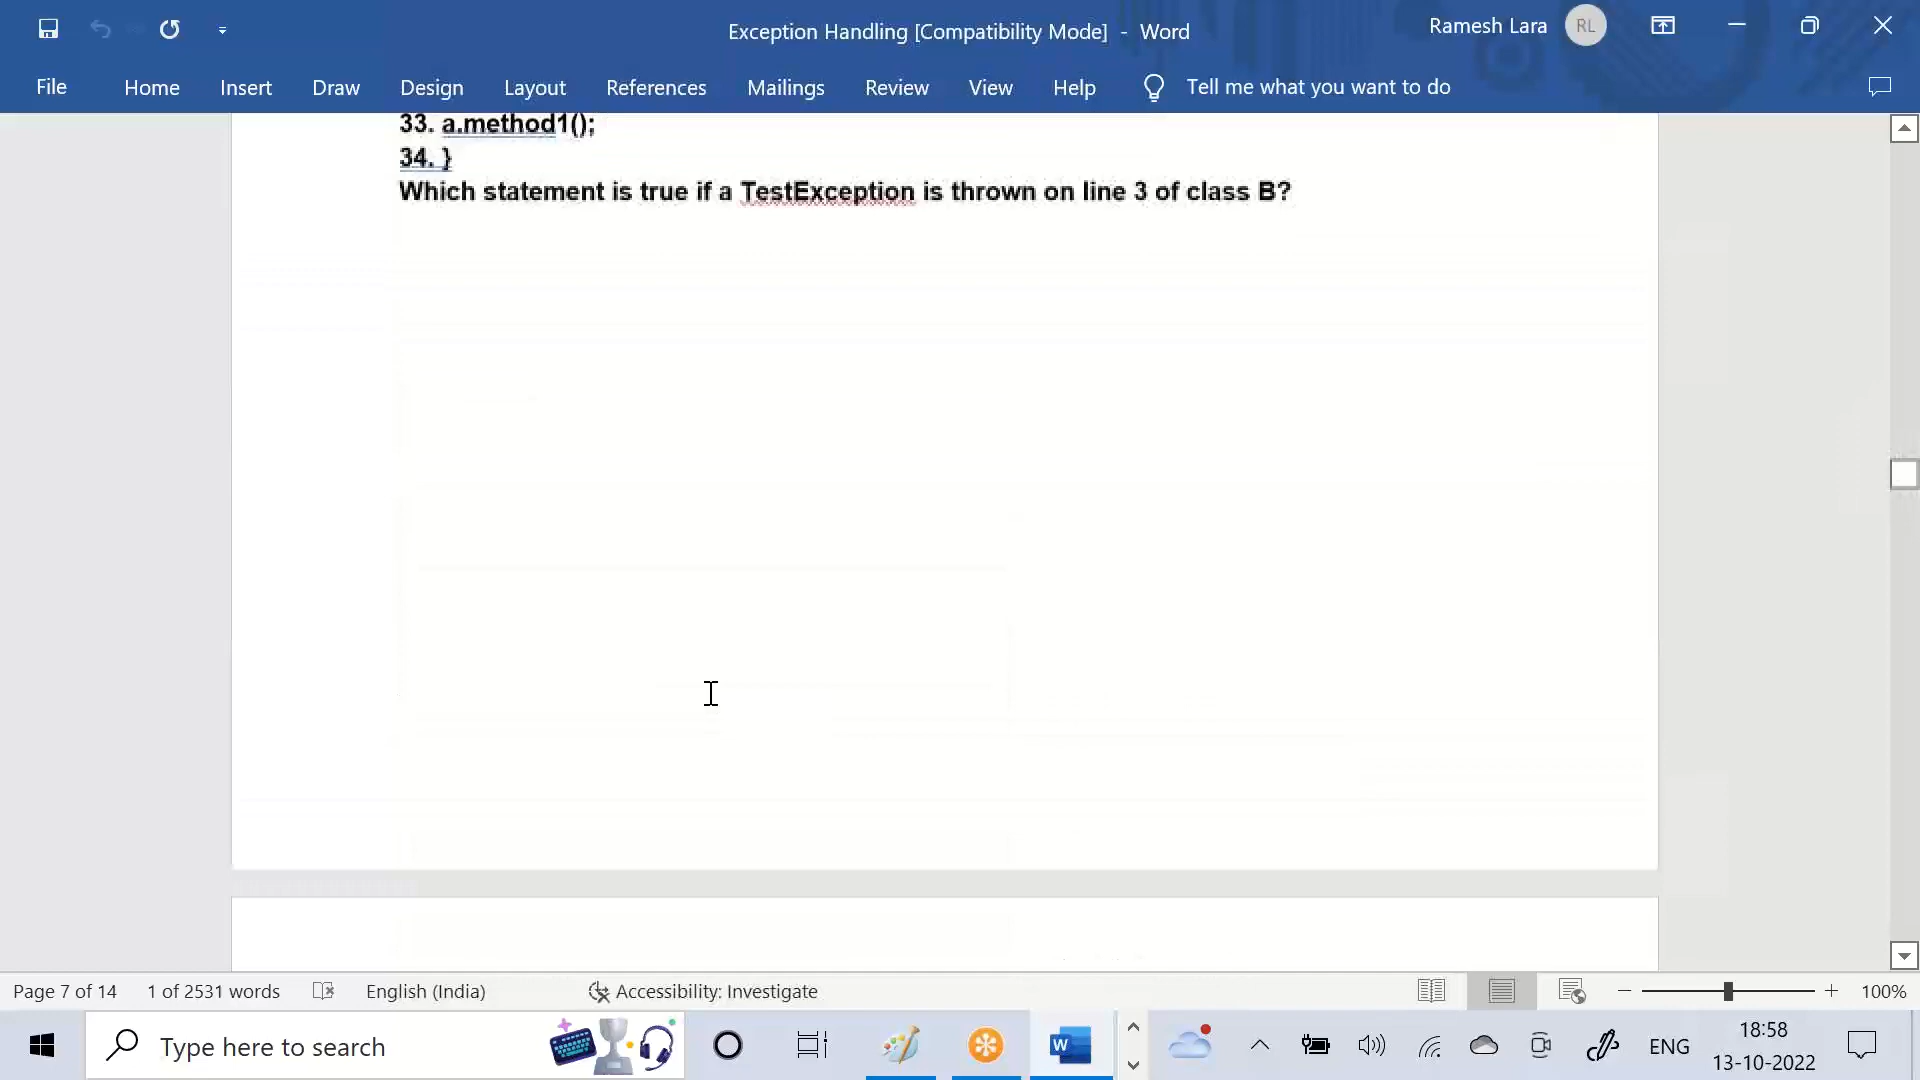 Exception Handling [Compatibility Mode] - Word
Ramesh Lara
RL
File
Home
Insert
Draw
Design
Layout
References
Mailings
Review
View
Help
Tell me what you want to do
33. a.method1();
34. }
Which statement is true if a TestException is thrown on line 3 of class B?
Page 7 of 14
1 of 2531 words
English (India)
Accessibility: Investigate
100%
Type here to search
W
ENG
18:58
13-10-2022